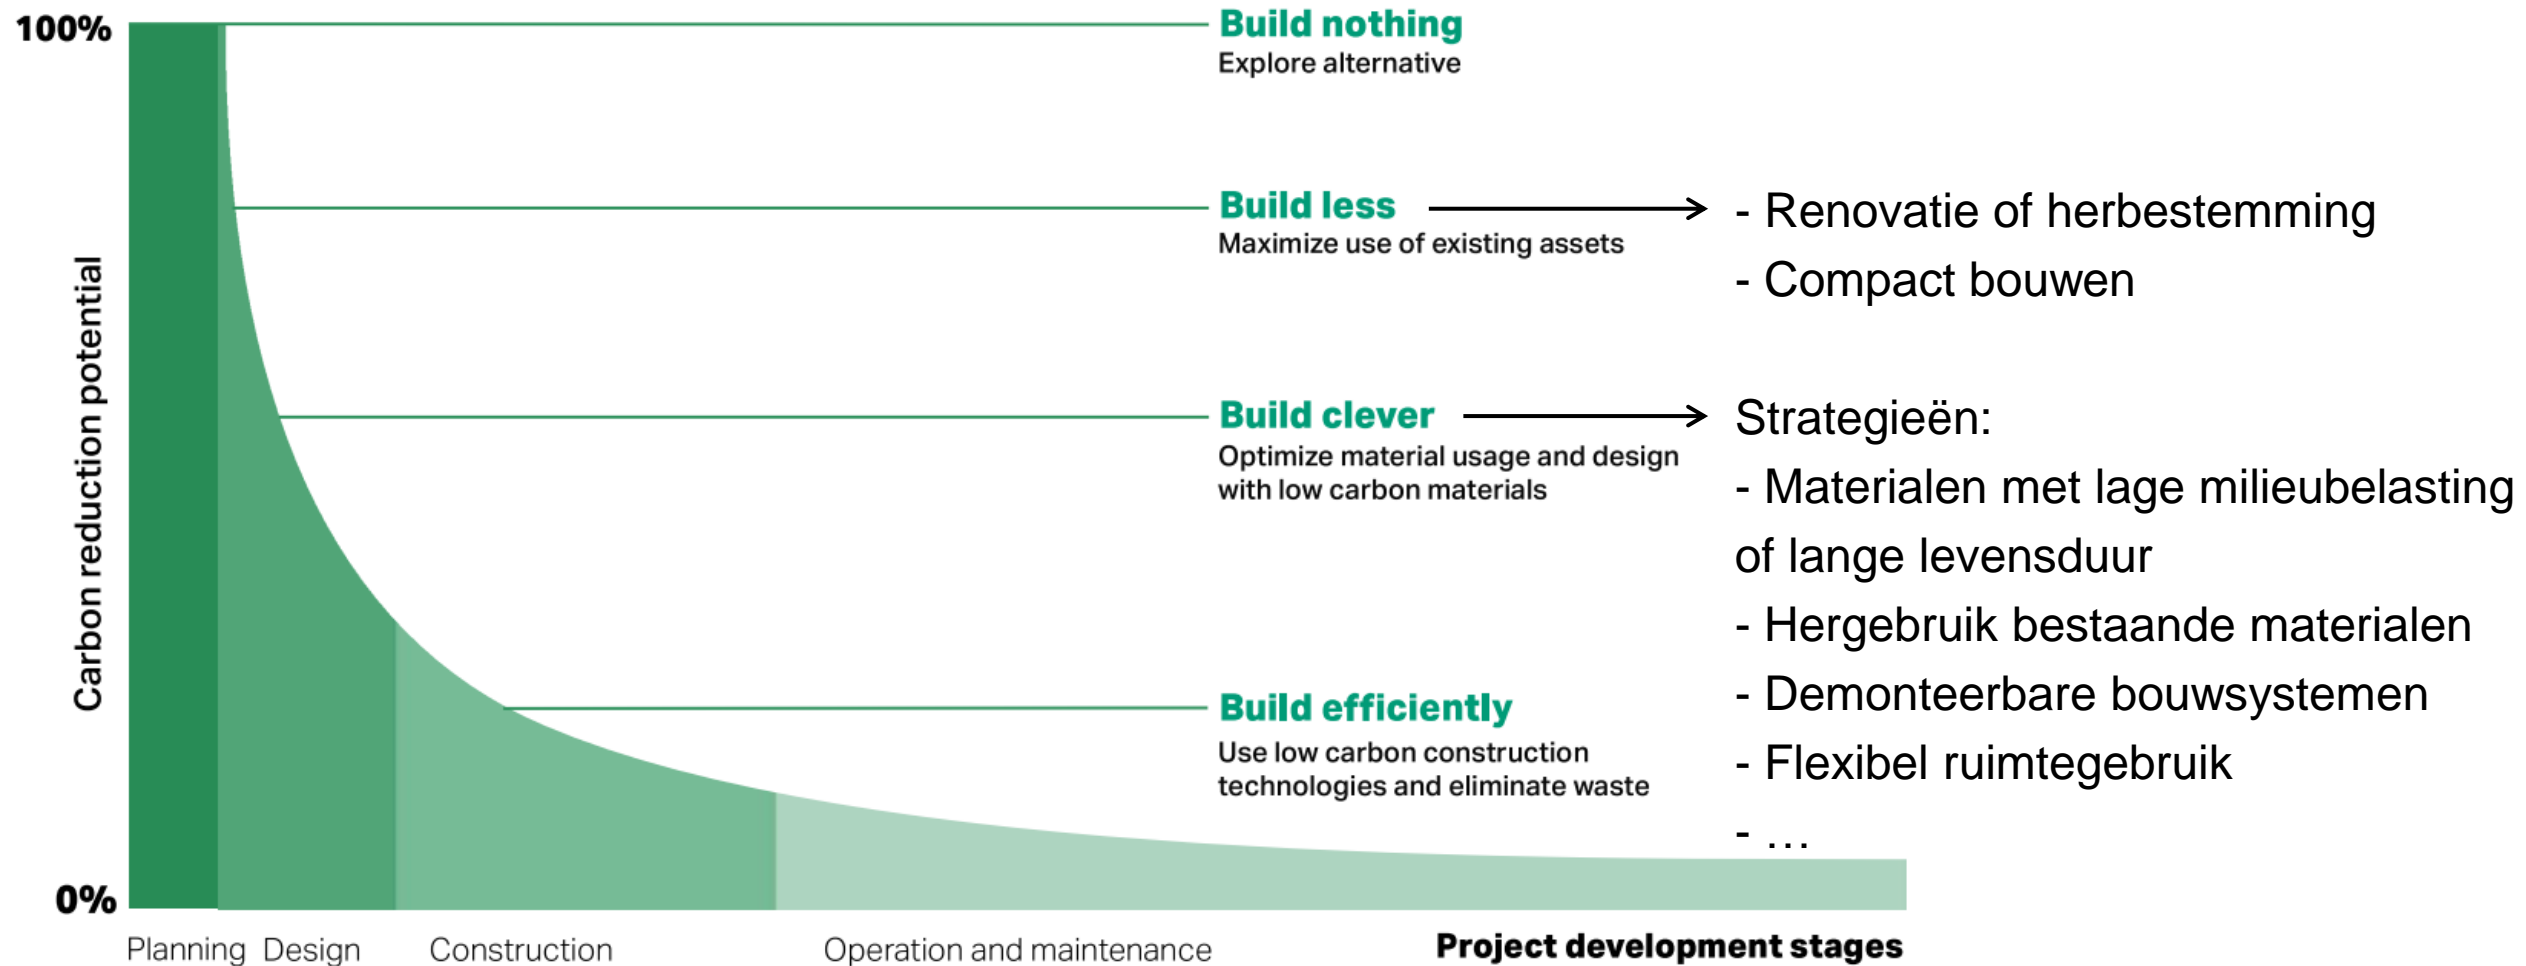 100%
Build nothing
Explore alternative
Build less
Maximize use of existing assets
- Renovatie of herbestemming
- Compact bouwen
Carbon reduction potential
Build clever
Optimize material usage and design
with low carbon materials
Strategieën:
- Materialen met lage milieubelasting
of lange levensduur
- Hergebruik bestaande materialen
- Demonteerbare bouwsystemen
- Flexibel ruimtegebruik
- …
Build efficiently
Use low carbon construction
technologies and eliminate waste
0%
Planning Design Construction Operation and maintenance Project development stages